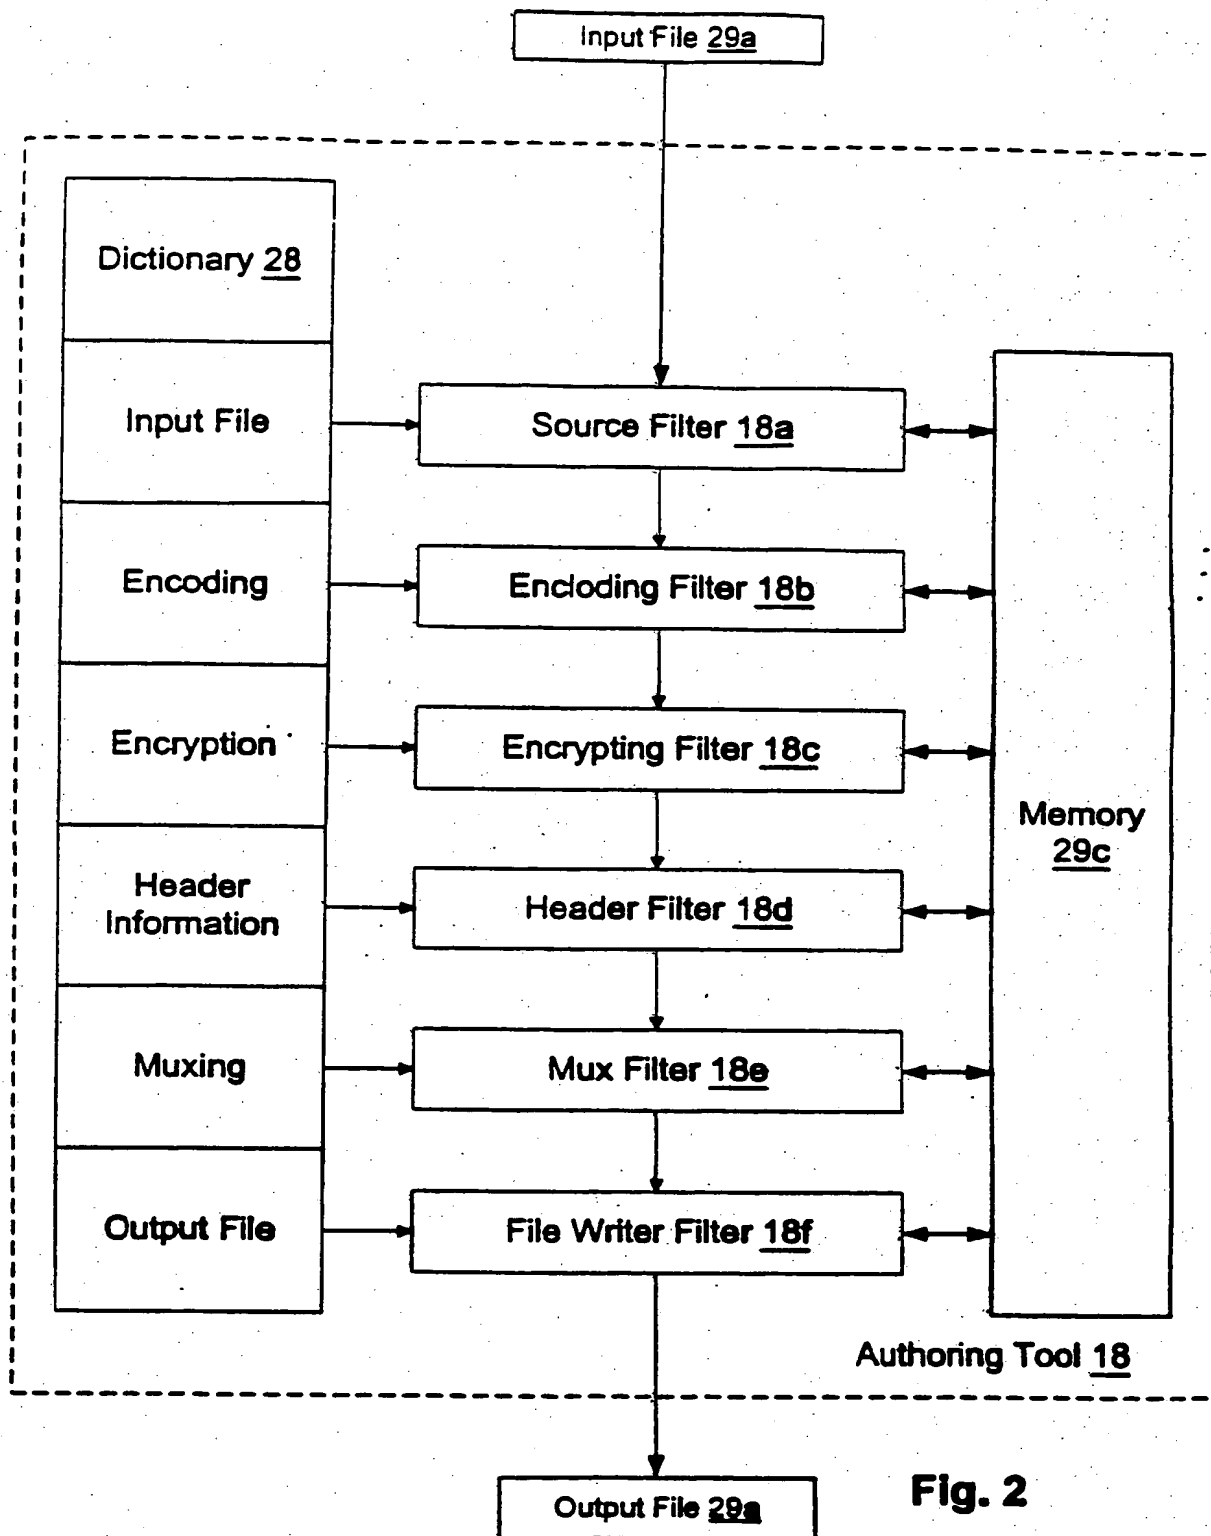 Input File 29a
Dictionary 28
Input File
Source Filter 18a
Encoding
Encloding Filter 18b
Encryption
Encrypting Filter 18c
Memory
29c
Header
Information
Header Filter 18d
Muxing
Mux Filter 18e
Output File
File Writer Filter 18f
Authoring Tool 18
Output File 29a
Fig. 2